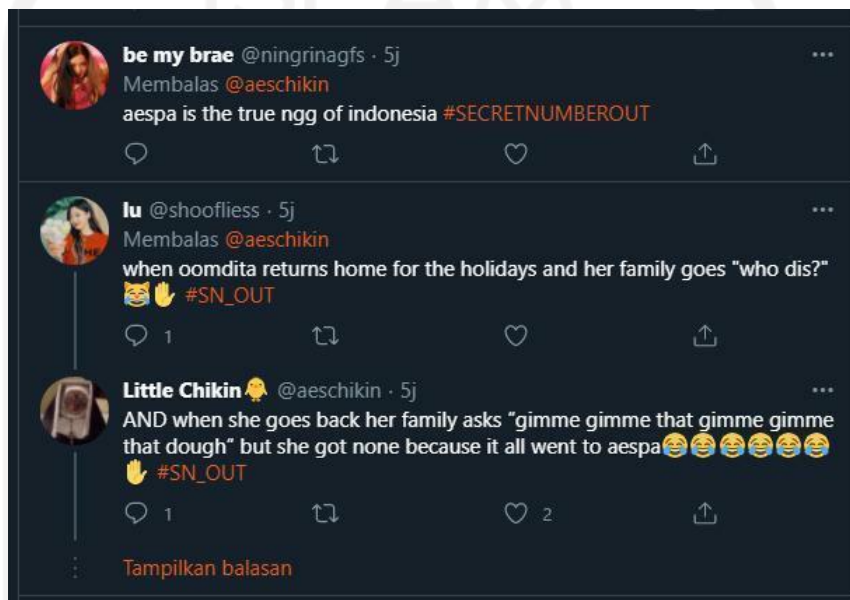 be my brae @ningrinagfs · 5j
Membalas @aeschikin
aespa is the true ngg of indonesia #SECRETNUMBEROUT
lu @shoofliess · 5j
Membalas @aeschikin
when oomdita returns home for the holidays and her family goes "who dis?"
😹✋ #SN_OUT
1
Little Chikin🐥 @aeschikin · 5j
AND when she goes back her family asks “gimme gimme that gimme gimme
that dough” but she got none because it all went to aespa😂😂😂😂😂😂
✋ #SN_OUT
1 2
Tampilkan balasan